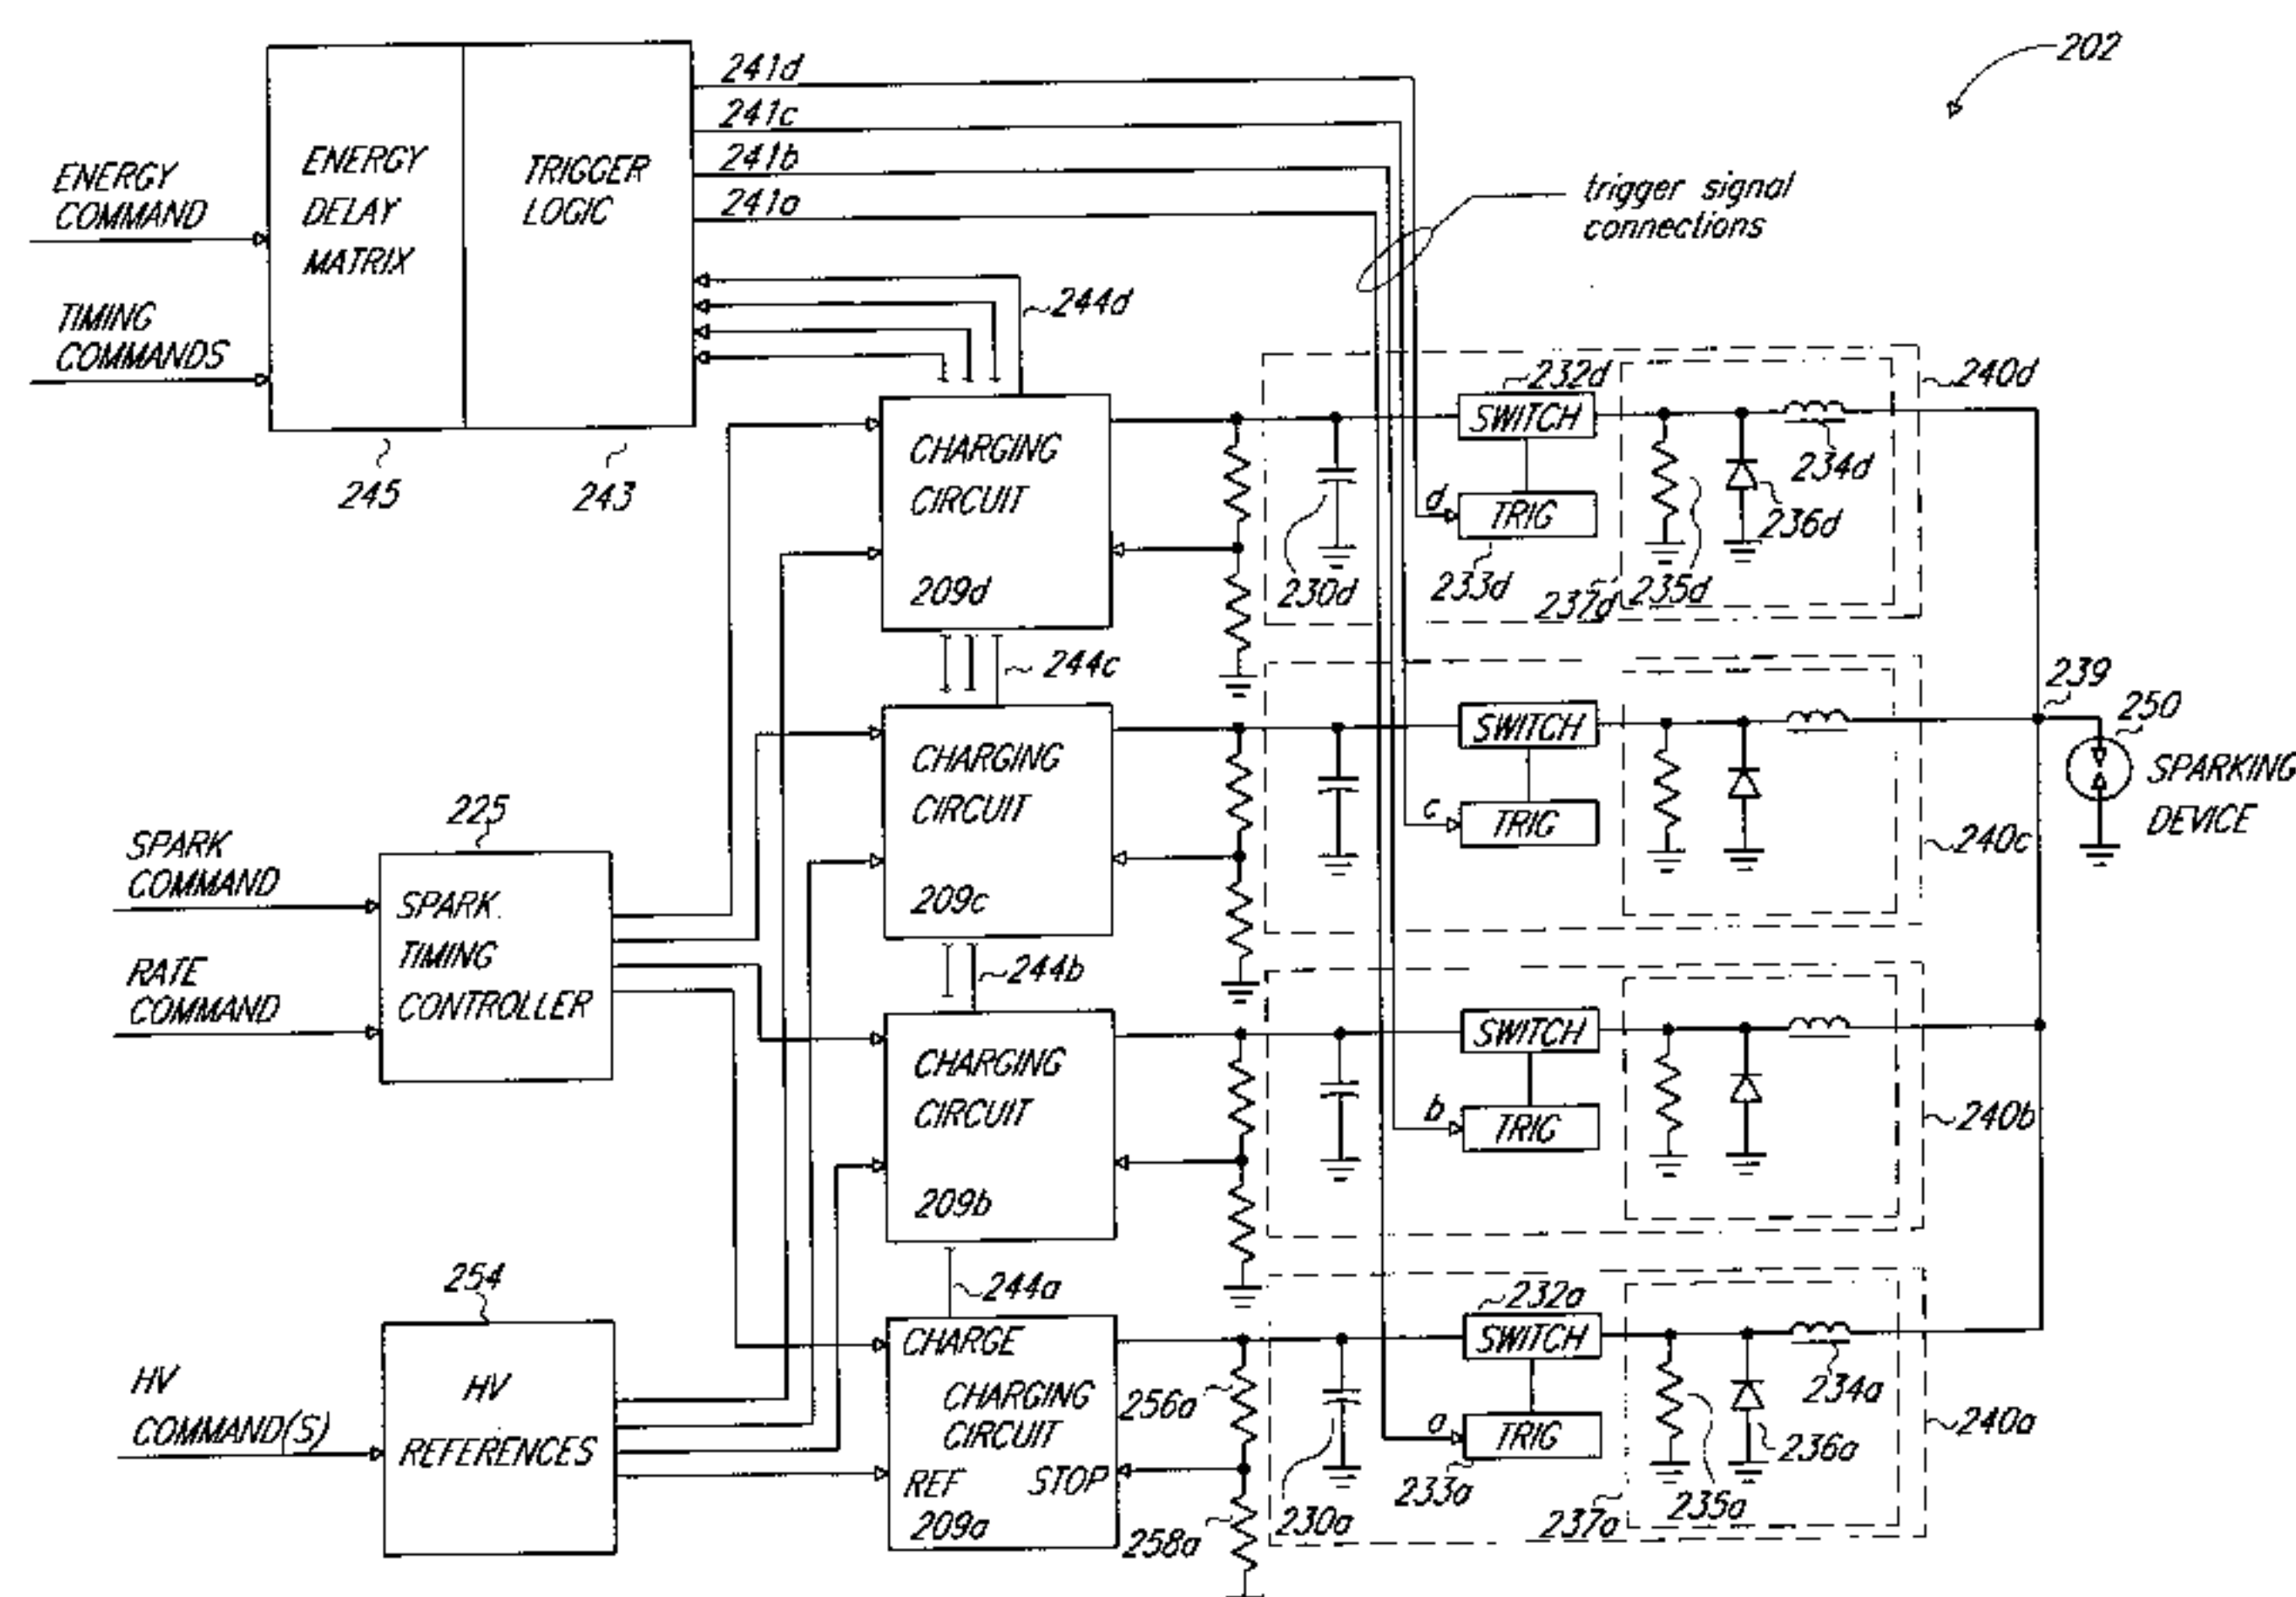 202
241d
241c
241b
241a
trigger signal
connections
ENERGY
COMMAND
TIMING
COMMANDS
ENERGY
DELAY
MATRIX
TRIGGER
LOGIC
245
243
244d
CHARGING
CIRCUIT
209d
232d
SWITCH
d
TRIG
230d
233d
237d
235d
236d
234d
240d
244c
CHARGING
CIRCUIT
209c
SWITCH
c
TRIG
240c
239
250
SPARKING
DEVICE
SPARK
COMMAND
RATE
COMMAND
225
SPARK
TIMING
CONTROLLER
244b
CHARGING
CIRCUIT
209b
SWITCH
b
TRIG
240b
HV
COMMAND(S)
254
HV
REFERENCES
244a
CHARGE
CHARGING
CIRCUIT
REF
STOP
209a
256a
258a
232a
SWITCH
a
TRIG
230a
233a
237a
235a
236a
234a
240a